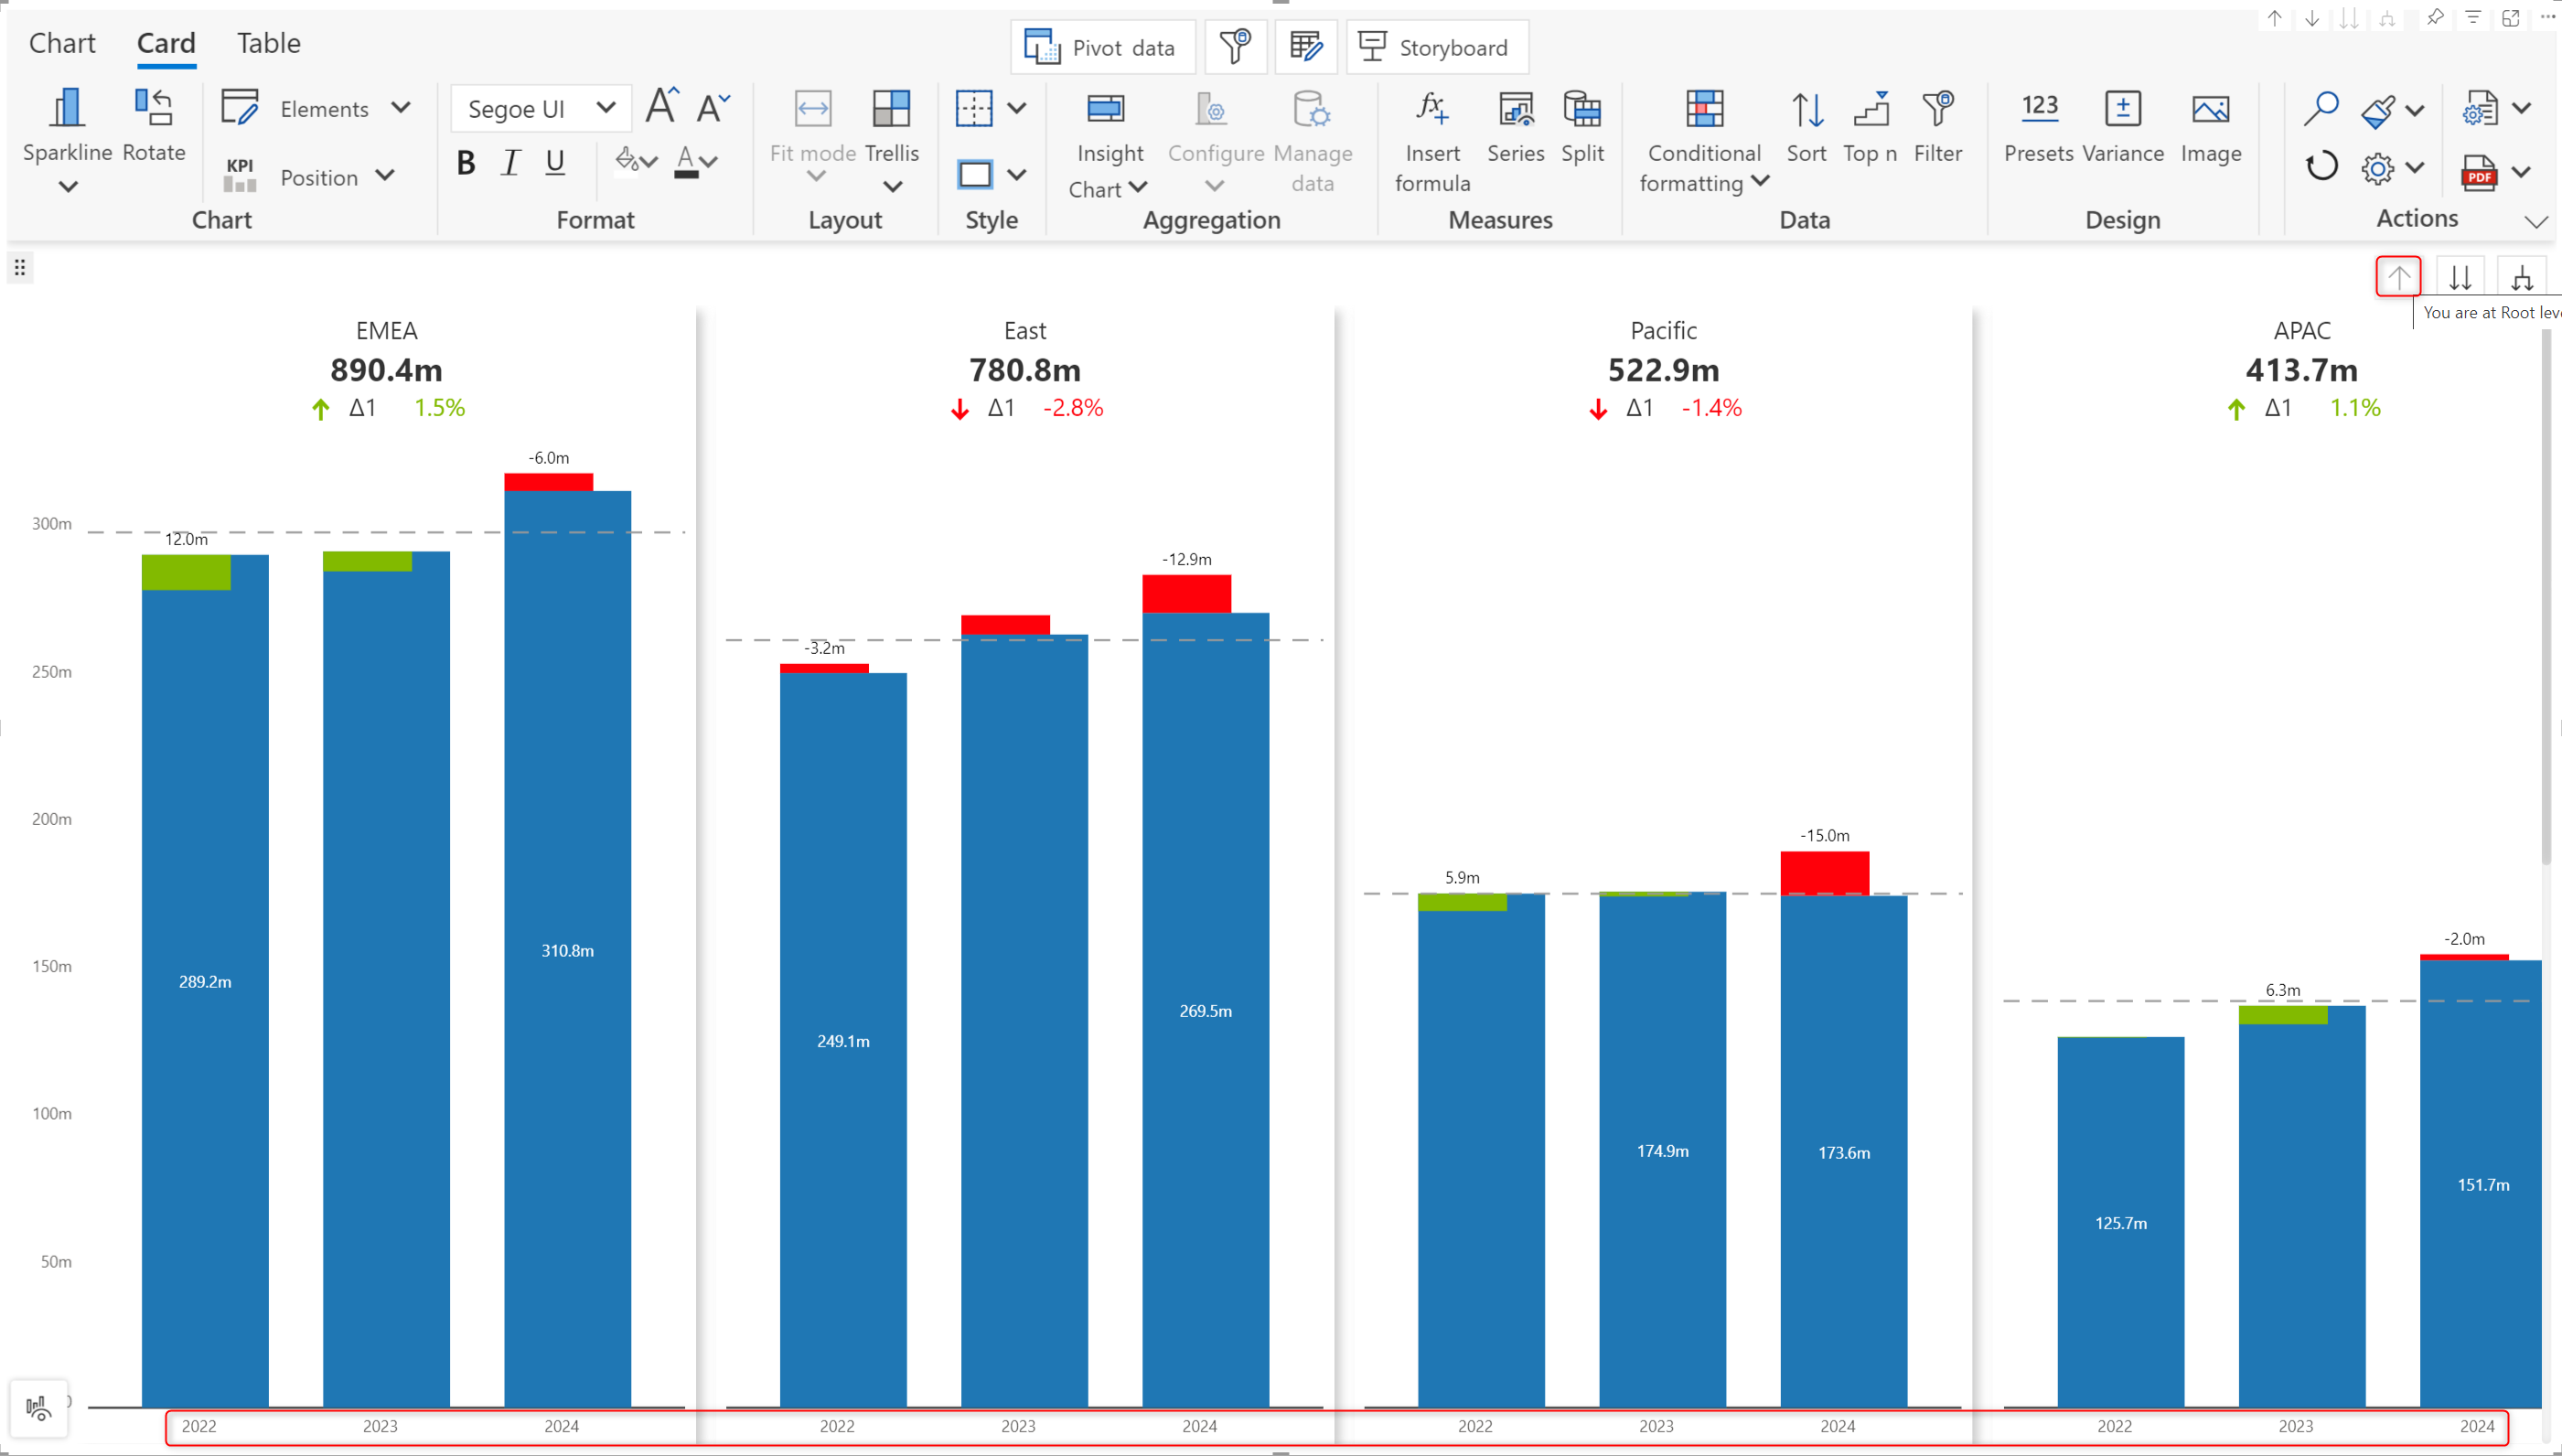 Chart Card Table
Pivot data
Storyboard
Sparkline
Rotate
Elements
KPI
Position
Chart
Segoe UI
A A
B I U A
Format
Fit mode
Trellis
Layout
Style
Insight
Chart
Configure
Manage
data
Aggregation
fx
Insert
formula
Series
Split
Measures
Conditional
formatting
Sort
Top n
Filter
Data
123
Presets
Variance
Image
Design
PDF
Actions
You are at Root leve
EMEA
890.4m
Δ1 1.5%
East
780.8m
Δ1 -2.8%
Pacific
522.9m
Δ1 -1.4%
APAC
413.7m
Δ1 1.1%
300m
250m
200m
150m
100m
50m
0
12.0m
-6.0m
289.2m
310.8m
2022 2023 2024
-3.2m
-12.9m
249.1m
269.5m
2022 2023 2024
5.9m
-15.0m
174.9m
173.6m
2022 2023 2024
6.3m
-2.0m
125.7m
151.7m
2022 2023 2024